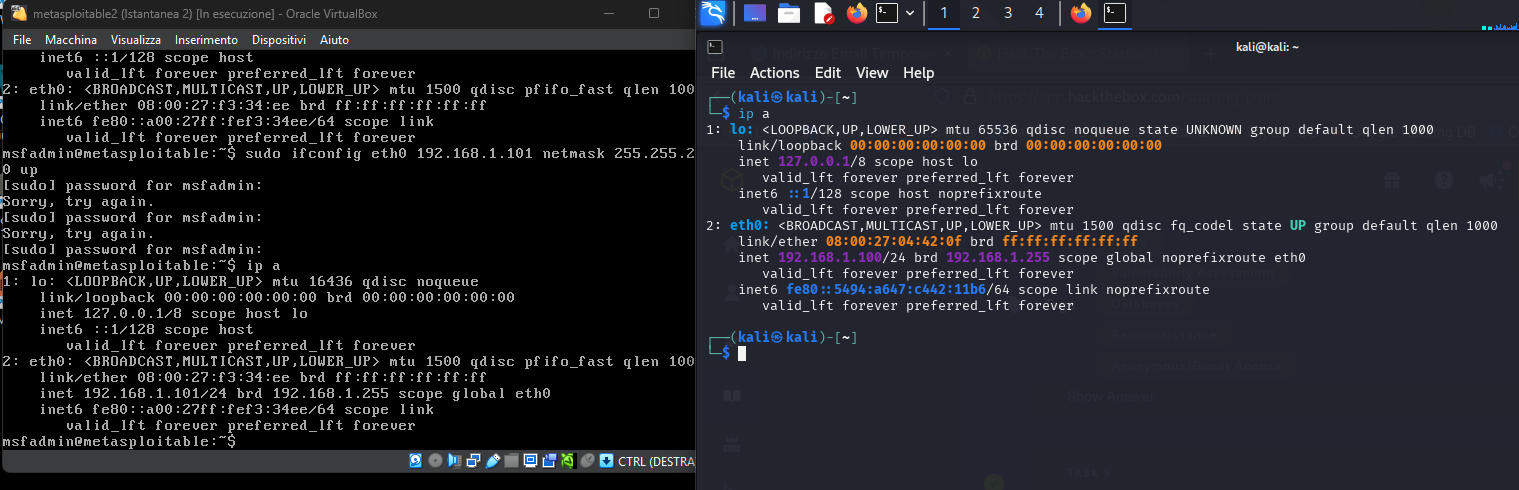 metasploitable2 (Istantanea 2) [In esecuzione] - Oracle VirtualBox
File Macchina Visualizza Inserimento Dispositivi Aiuto
inet6 ::1/128 scope host
valid_lft forever preferred_lft forever
2: eth0: <BROADCAST,MULTICAST,UP,LOWER_UP> mtu 1500 qdisc pfifo_fast qlen 100
link/ether 08:00:27:f3:34:ee brd ff:ff:ff:ff:ff:ff
inet6 fe80::a00:27ff:fef3:34ee/64 scope link
valid_lft forever preferred_lft forever
msfadmin@metasploitable:~$ sudo ifconfig eth0 192.168.1.101 netmask 255.255.2
0 up
[sudo] password for msfadmin:
Sorry, try again.
[sudo] password for msfadmin:
Sorry, try again.
[sudo] password for msfadmin:
msfadmin@metasploitable:~$ ip a
1: lo: <LOOPBACK,UP,LOWER_UP> mtu 16436 qdisc noqueue
link/loopback 00:00:00:00:00:00 brd 00:00:00:00:00:00
inet 127.0.0.1/8 scope host lo
inet6 ::1/128 scope host
valid_lft forever preferred_lft forever
2: eth0: <BROADCAST,MULTICAST,UP,LOWER_UP> mtu 1500 qdisc pfifo_fast qlen 100
link/ether 08:00:27:f3:34:ee brd ff:ff:ff:ff:ff:ff
inet 192.168.1.101/24 brd 192.168.1.255 scope global eth0
inet6 fe80::a00:27ff:fef3:34ee/64 scope link
valid_lft forever preferred_lft forever
msfadmin@metasploitable:~$
CTRL (DESTRA
1 2 3 4
kali@kali: ~
File Actions Edit View Help
┌──(kali㉿kali)-[~]
└─$ ip a
1: lo: <LOOPBACK,UP,LOWER_UP> mtu 65536 qdisc noqueue state UNKNOWN group default qlen 1000
link/loopback 00:00:00:00:00:00 brd 00:00:00:00:00:00
inet 127.0.0.1/8 scope host lo
valid_lft forever preferred_lft forever
inet6 ::1/128 scope host noprefixroute
valid_lft forever preferred_lft forever
2: eth0: <BROADCAST,MULTICAST,UP,LOWER_UP> mtu 1500 qdisc fq_codel state UP group default qlen 1000
link/ether 08:00:27:04:42:0f brd ff:ff:ff:ff:ff:ff
inet 192.168.1.100/24 brd 192.168.1.255 scope global noprefixroute eth0
valid_lft forever preferred_lft forever
inet6 fe80::5494:a647:c442:11b6/64 scope link noprefixroute
valid_lft forever preferred_lft forever
┌──(kali㉿kali)-[~]
└─$
Show Answer